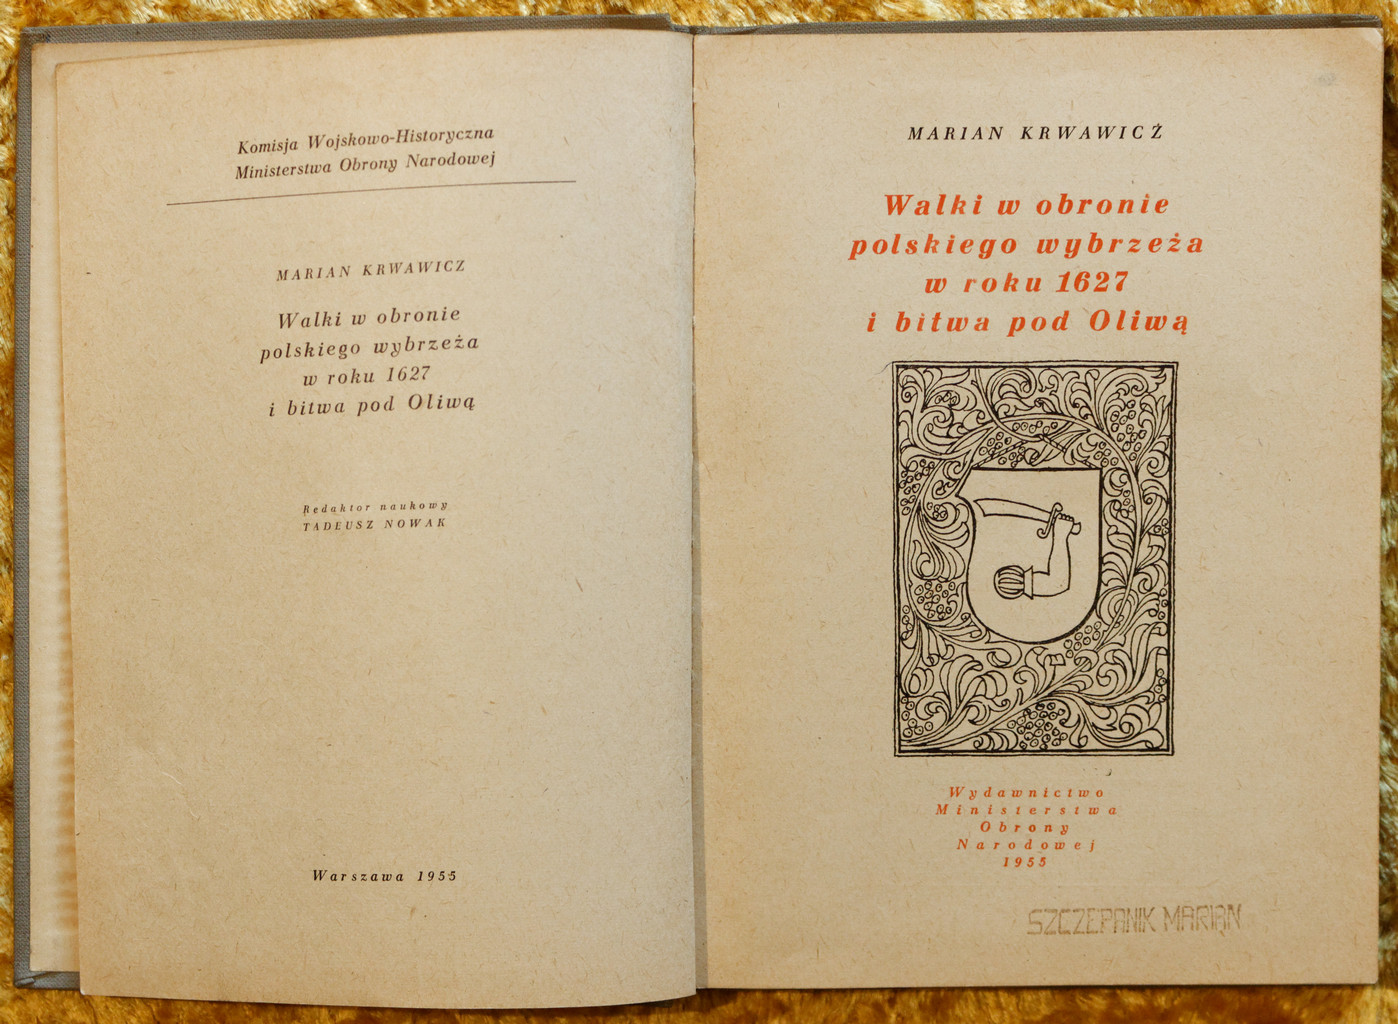 Komisja Wojskowo-Historyczna
Ministerstwa Obrony Narodowej
MARIAN KRWAWICZ
Walki w obronie
polskiego wybrzeża
w roku 1627
i bitwa pod Oliwą
Redaktor naukowy
TADEUSZ NOWAK
Warszawa 1955
MARIAN KRWAWICZ
Walki w obronie
polskiego wybrzeża
w roku 1627
i bitwa pod Oliwą
Wydawnictwo
Ministerstwa
Obrony
Narodowej
1955
SZCZEPANIK MARIAN